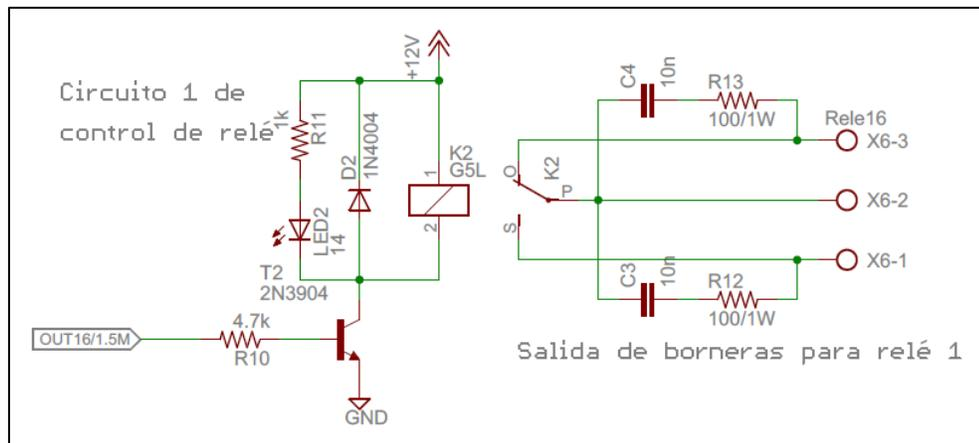 Circuito 1 de
control de relé
+12V
1k
R11
D2
1N4004
K2
G5L
1
2
LED2
14
T2
2N3904
OUT16/1.5M
4.7k
R10
GND
C4
10n
R13
100/1W
Rele16
X6-3
O
K2
P
X6-2
S
X6-1
C3
10n
R12
100/1W
Salida de borneras para relé 1